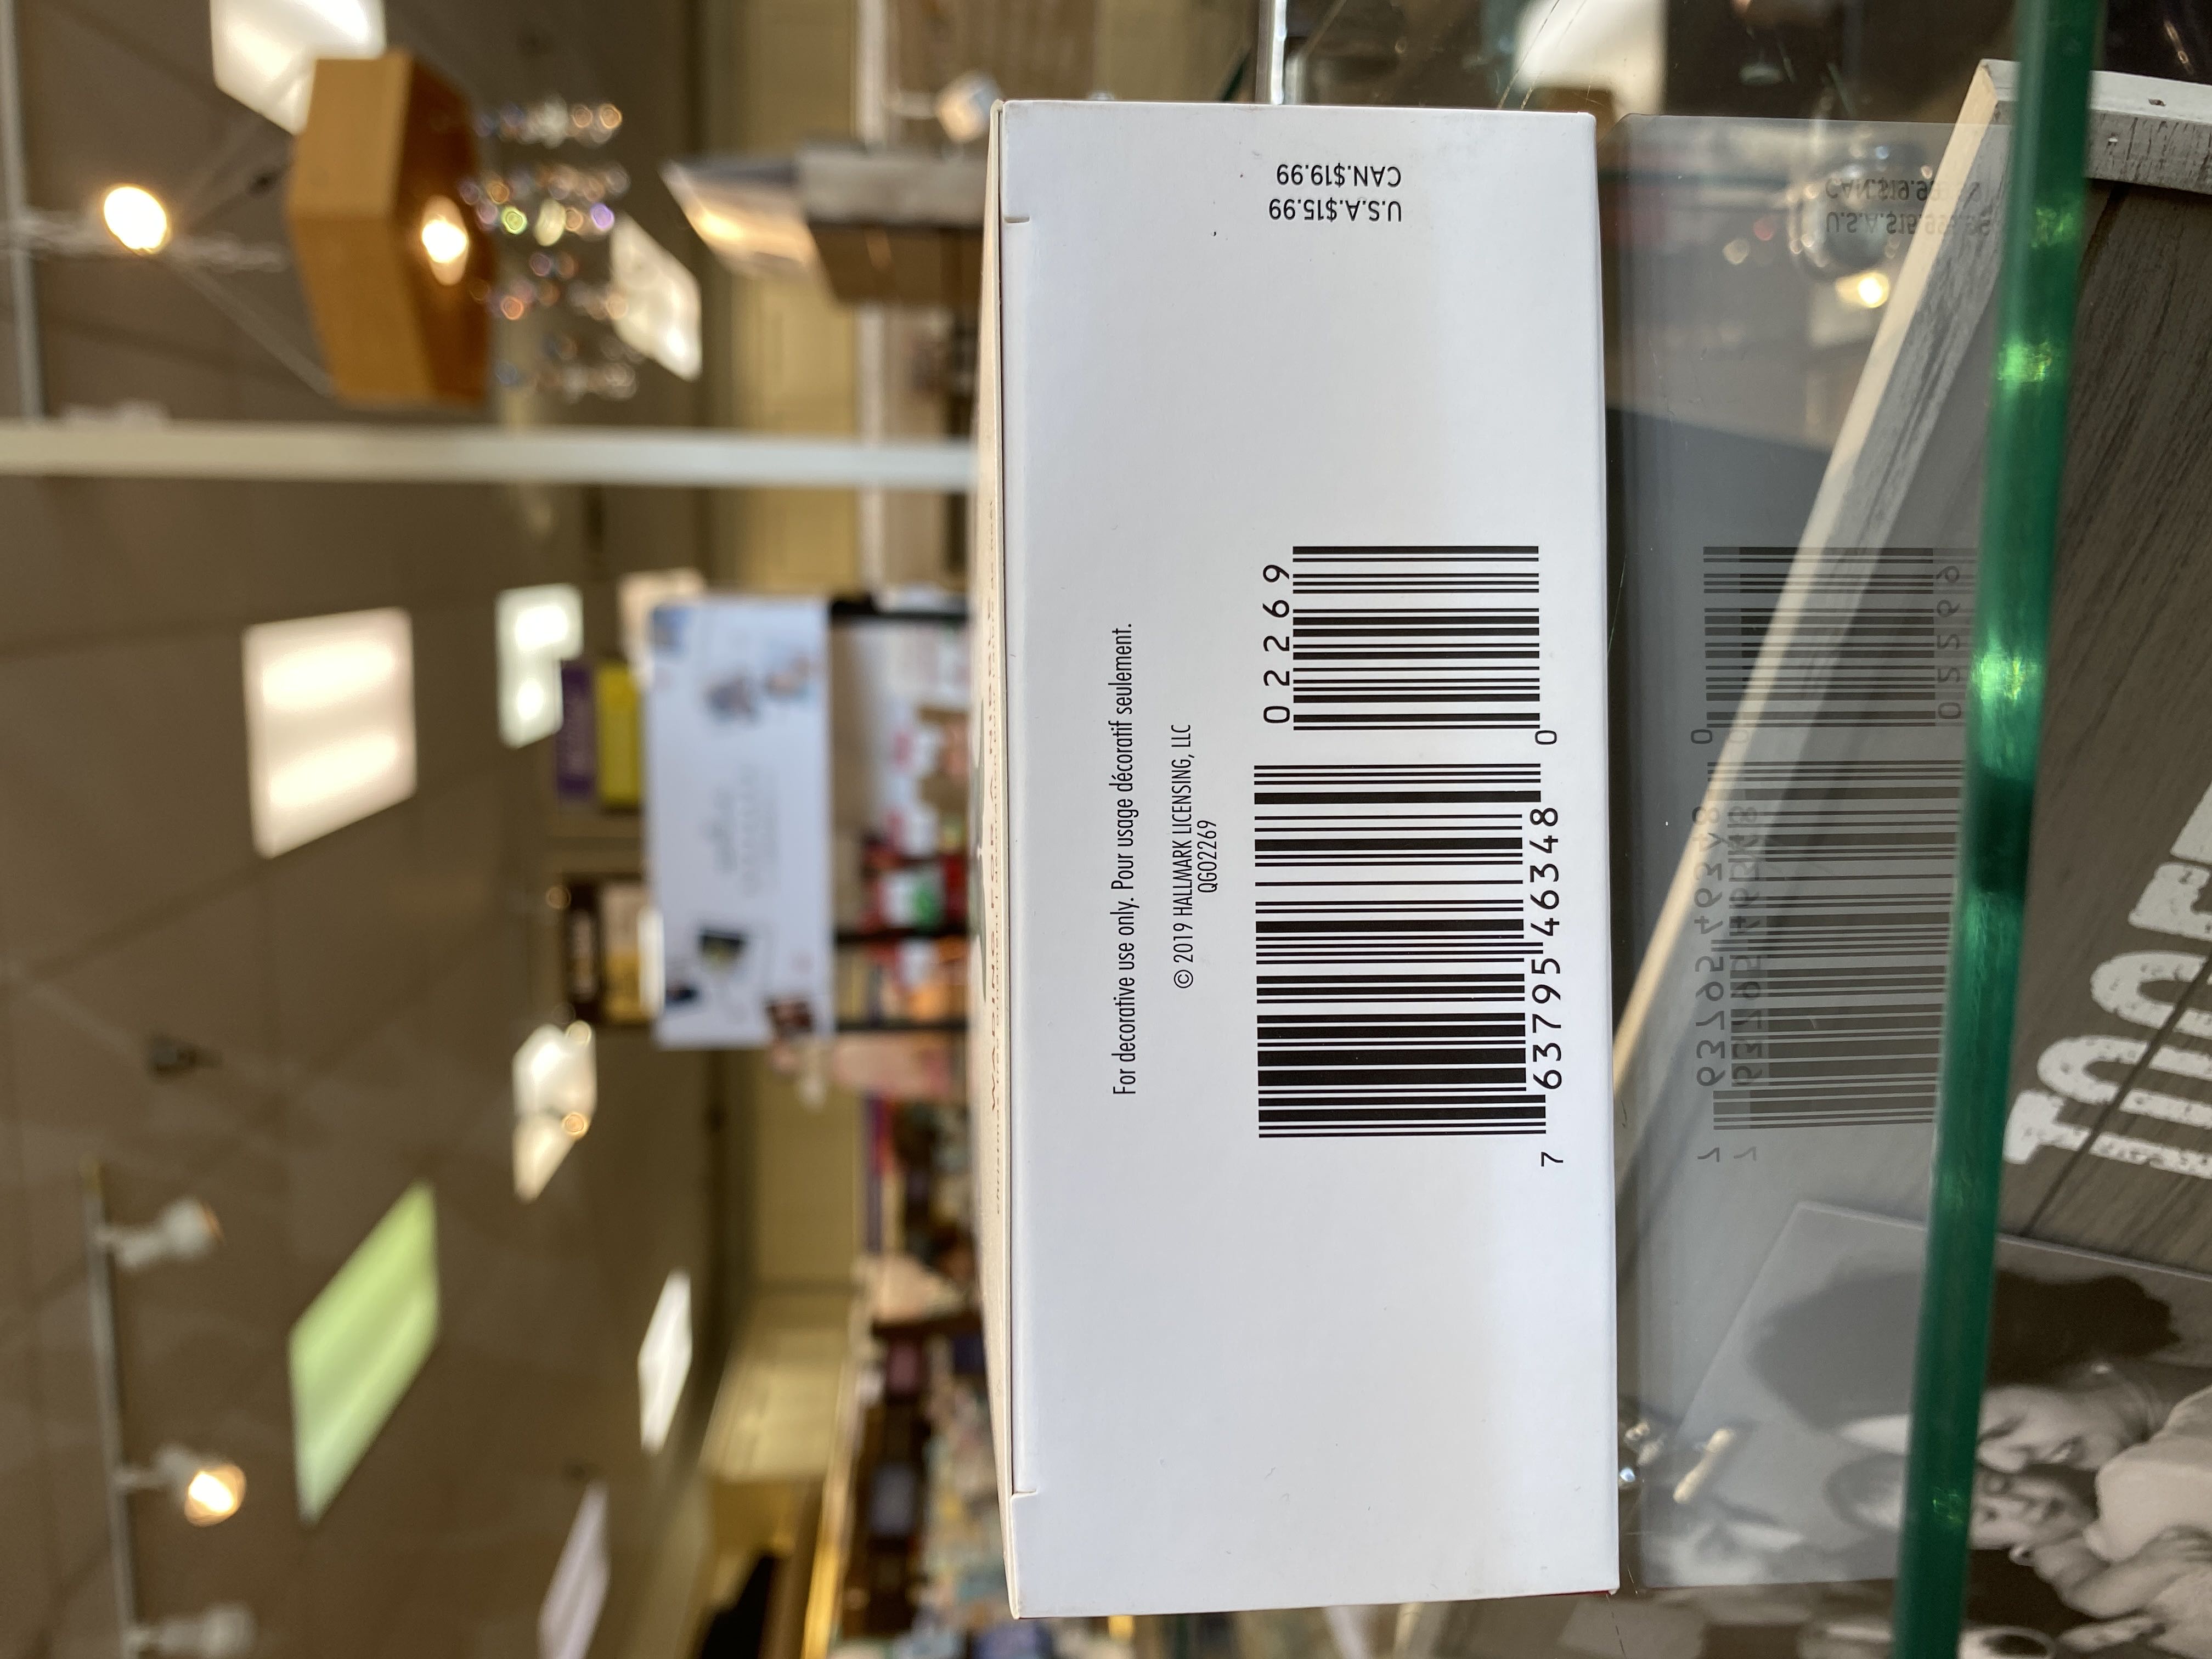 For decorative use only. Pour usage décoratif seulement.
© 2019 HALLMARK LICENSING, LLC
QGO2269
02269
7 63795 46348 0
U.S.A.$15.99
CAN.$19.99